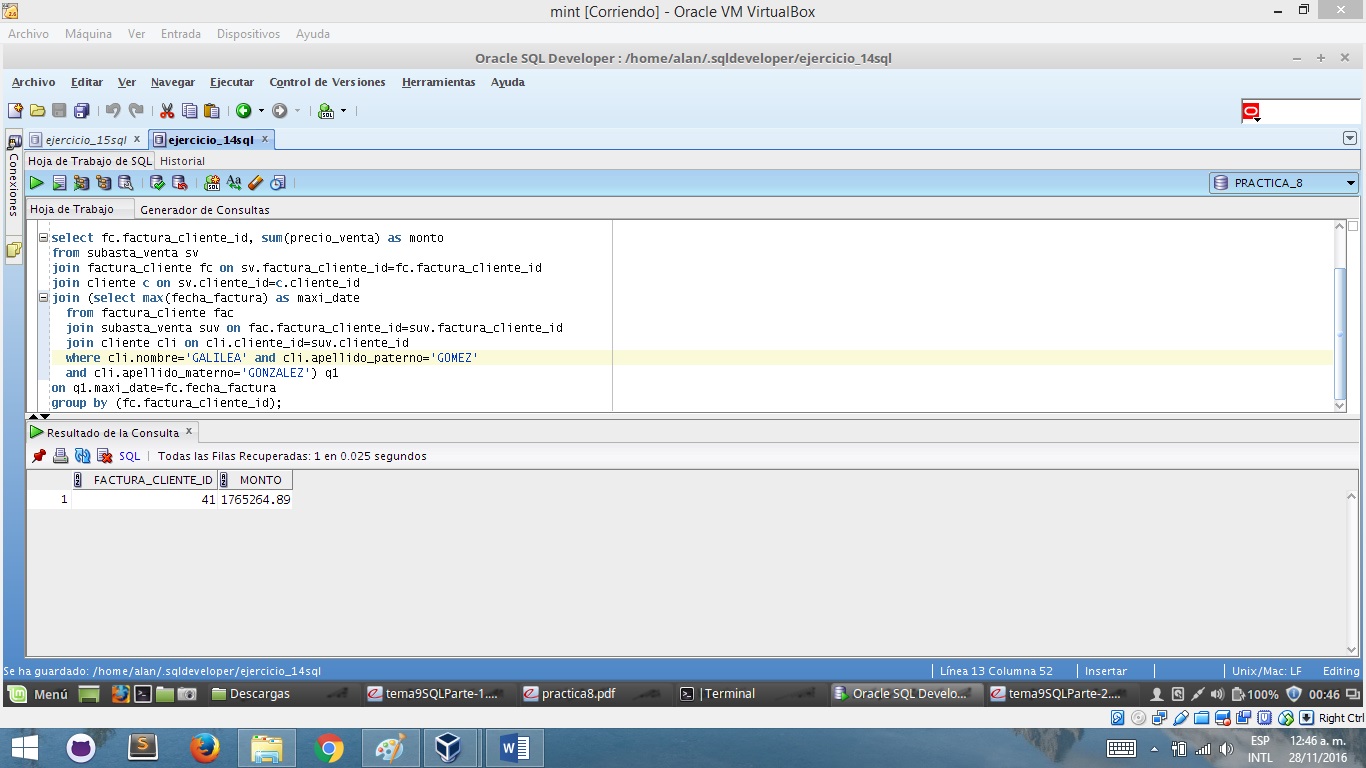 mint [Corriendo] - Oracle VM VirtualBox
Archivo Máquina Ver Entrada Dispositivos Ayuda
Oracle SQL Developer : /home/alan/.sqldeveloper/ejercicio_14sql
Archivo Editar Ver Navegar Ejecutar Control de Versiones Herramientas Ayuda
ejercicio_15sql ejercicio_14sql
Conexiones
Hoja de Trabajo de SQL Historial
PRACTICA_8
Hoja de Trabajo Generador de Consultas
select fc.factura_cliente_id, sum(precio_venta) as monto
from subasta_venta sv
join factura_cliente fc on sv.factura_cliente_id=fc.factura_cliente_id
join cliente c on sv.cliente_id=c.cliente_id
join (select max(fecha_factura) as maxi_date
from factura_cliente fac
join subasta_venta suv on fac.factura_cliente_id=suv.factura_cliente_id
join cliente cli on cli.cliente_id=suv.cliente_id
where cli.nombre='GALILEA' and cli.apellido_paterno='GOMEZ'
and cli.apellido_materno='GONZALEZ') q1
on q1.maxi_date=fc.fecha_factura
group by (fc.factura_cliente_id);
Resultado de la Consulta
SQL | Todas las Filas Recuperadas: 1 en 0.025 segundos
FACTURA_CLIENTE_ID MONTO
1 41 1765264.89
Se ha guardado: /home/alan/.sqldeveloper/ejercicio_14sql Línea 13 Columna 52 Insertar Unix/Mac: LF Editing
Menú Descargas tema9SQLParte-1.... practica8.pdf Terminal Oracle SQL Develo... tema9SQLParte-2.... 100% 00:46
Right Ctrl
ESP 12:46 a. m.
INTL 28/11/2016